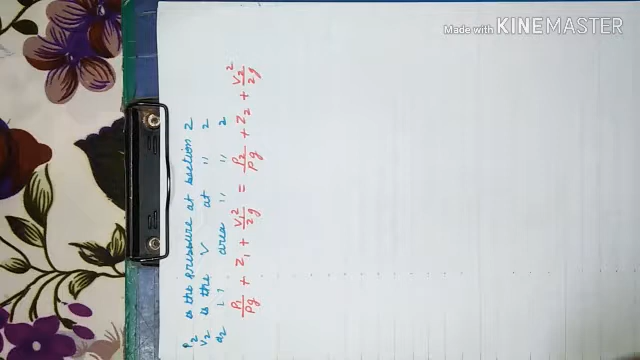 Made with KINEMASTER
P2 is the pressure at section 2
V2 is the V at " 2
a2 " " area " " 2
P1/ρg + Z1 + V1²/2g = P2/ρg + Z2 + V2²/2g